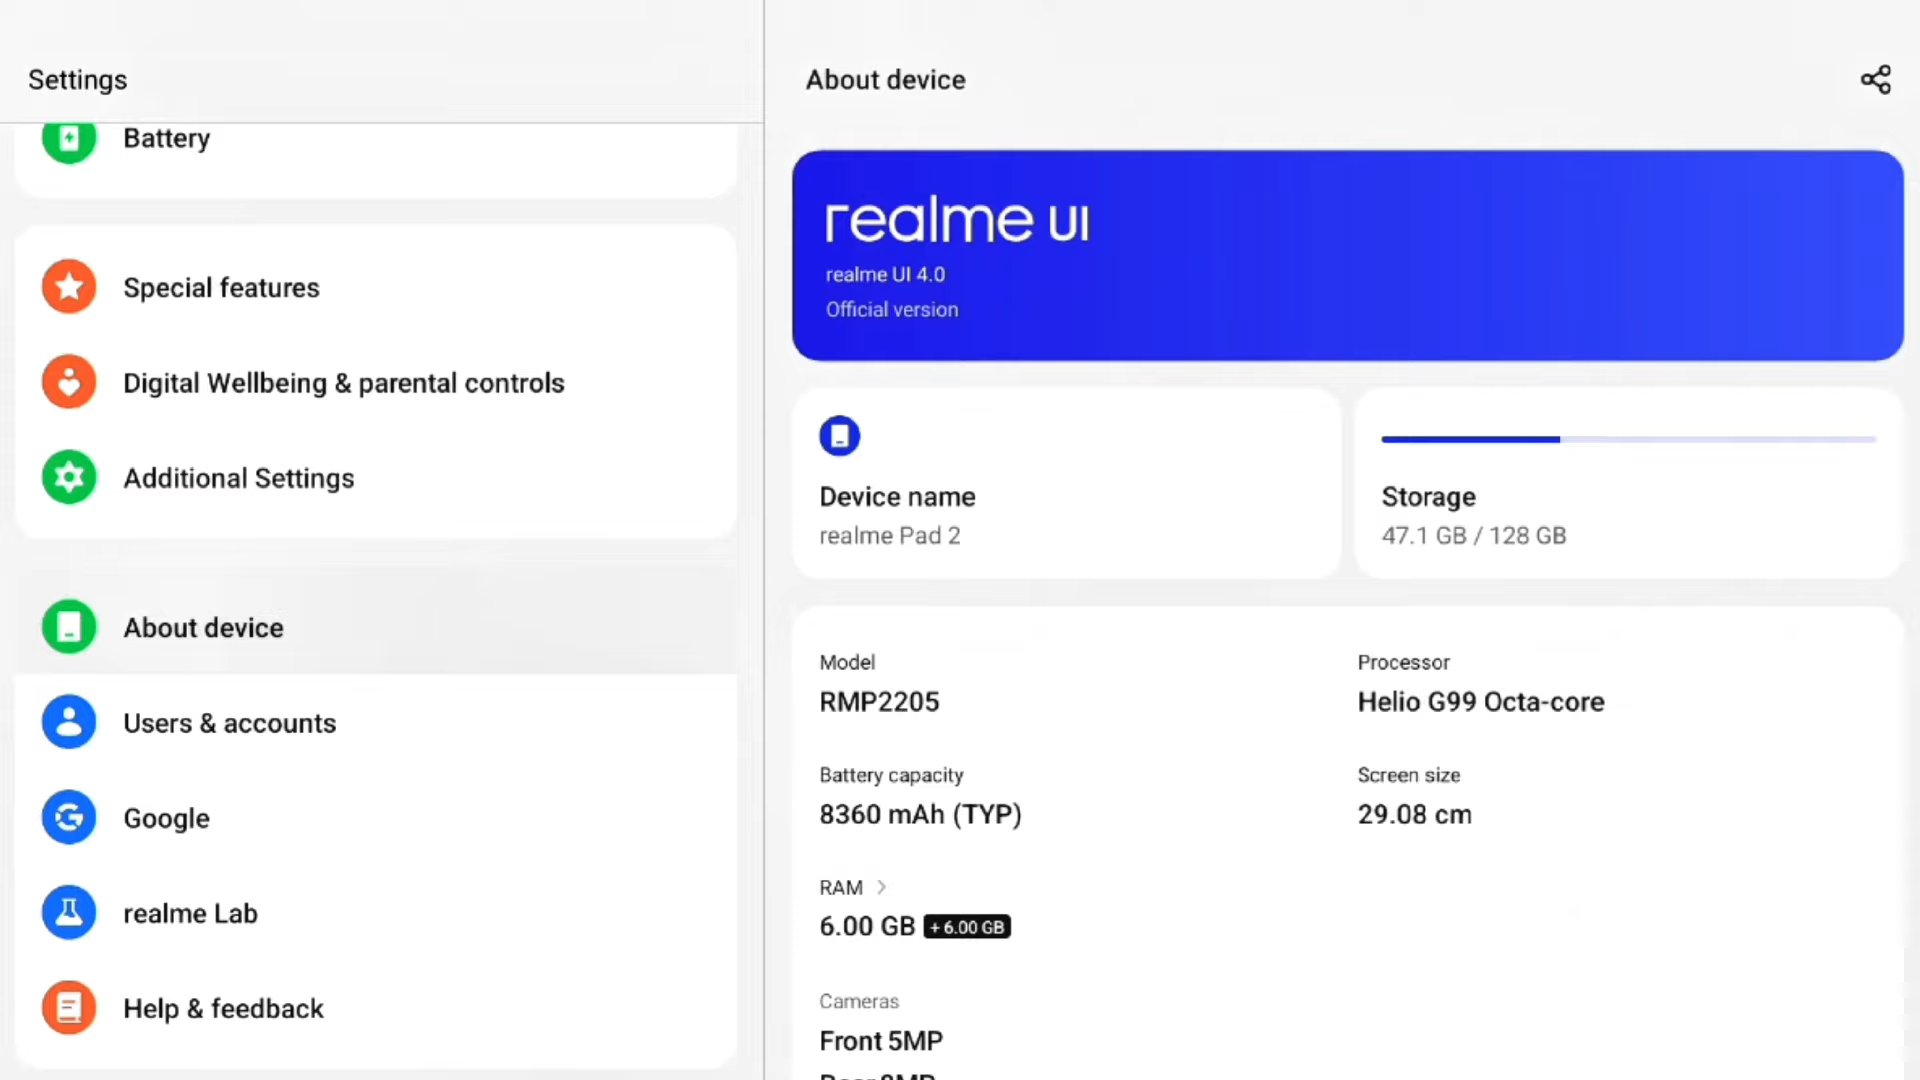 Settings
Battery
Special features
Digital Wellbeing & parental controls
Additional Settings
About device
Users & accounts
Google
realme Lab
Help & feedback
About device
realme UI
realme UI 4.0
Official version
Device name
realme Pad 2
Storage
47.1 GB / 128 GB
Model
RMP2205
Processor
Helio G99 Octa-core
Battery capacity
8360 mAh (TYP)
Screen size
29.08 cm
RAM
6.00 GB + 6.00 GB
Cameras
Front 5MP